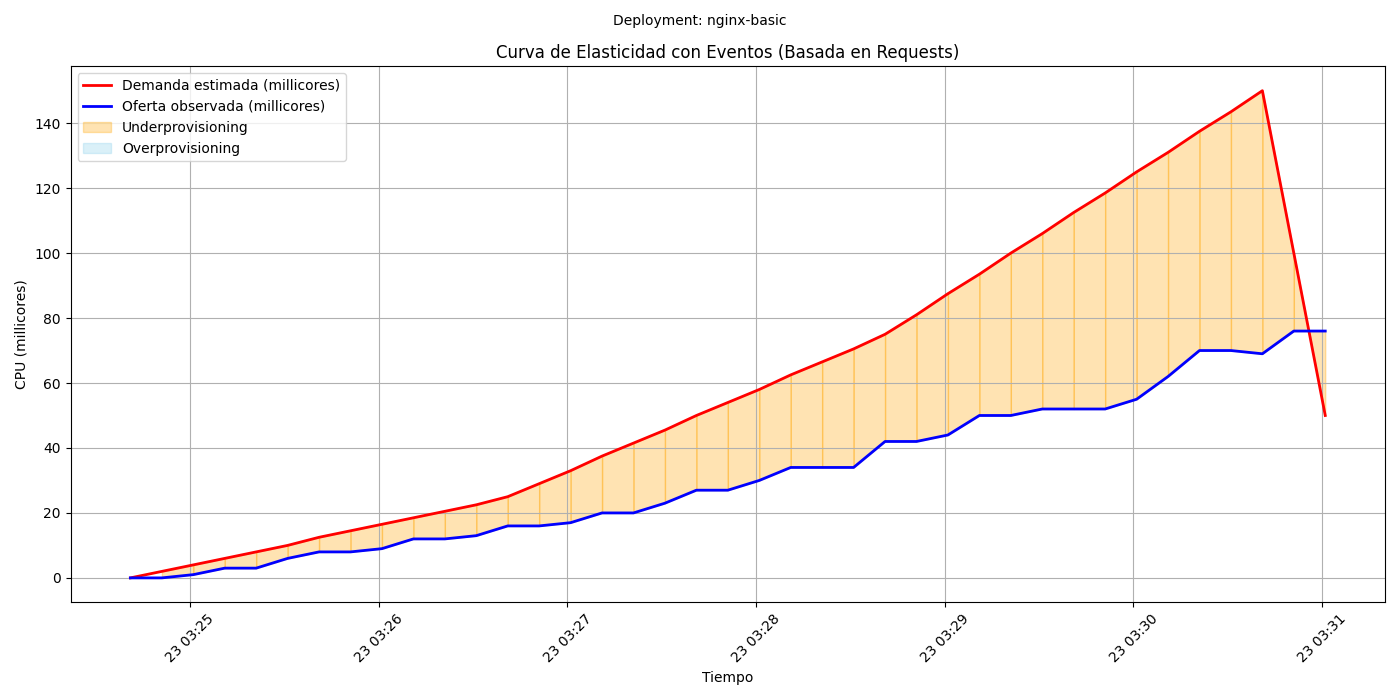 Deployment: nginx-basic
Curva de Elasticidad con Eventos (Basada en Requests)
Demanda estimada (millicores)
Oferta observada (millicores)
Underprovisioning
Overprovisioning
CPU (millicores)
140
120
100
80
60
40
20
0
23 03:25
23 03:26
23 03:27
23 03:28
23 03:29
23 03:30
23 03:31
Tiempo